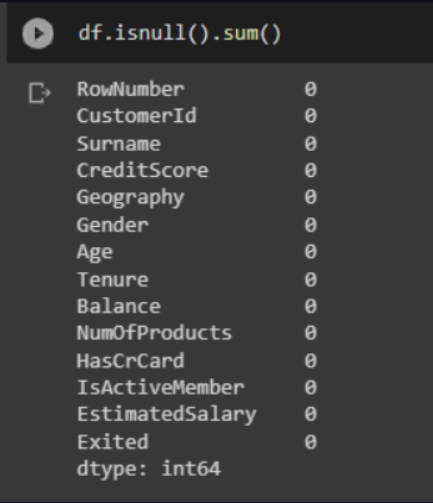 df.isnull().sum()
RowNumber 0
CustomerId 0
Surname 0
CreditScore 0
Geography 0
Gender 0
Age 0
Tenure 0
Balance 0
NumOfProducts 0
HasCrCard 0
IsActiveMember 0
EstimatedSalary 0
Exited 0
dtype: int64